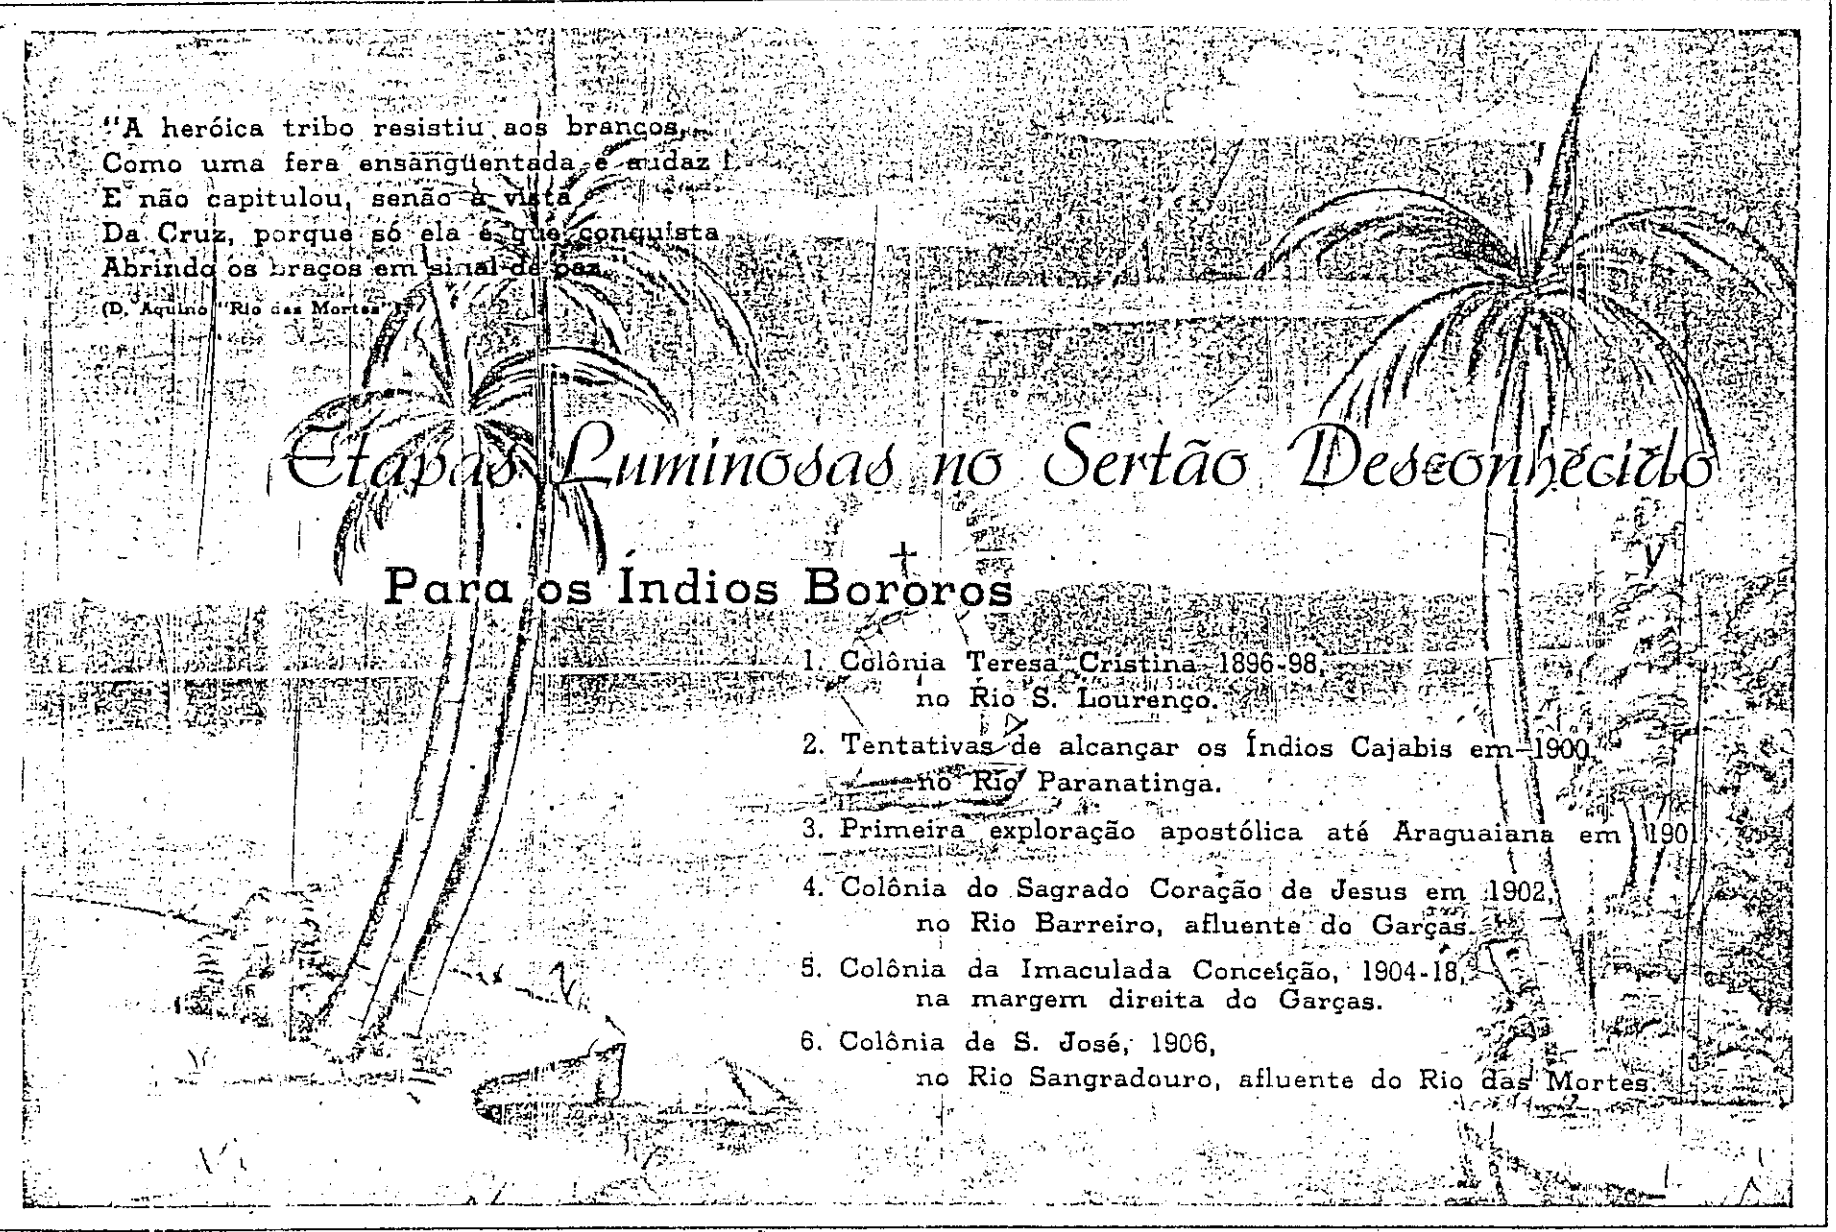 "A heróica tribo resistiu aos brancos,
Como uma fera ensangüentada e audaz !
E não capitulou, senão à vista
Da Cruz, porque só ela é que conquista
Abrindo os braços em sinal de paz.
(D. Aquino "Rio das Mortes")
Etapas Luminosas no Sertão Desconhecido
Para os Índios Bororos
1. Colônia Teresa Cristina 1896-98,
no Rio S. Lourenço.
2. Tentativas de alcançar os Índios Cajabis em 1900,
no Rio Paranatinga.
3. Primeira exploração apostólica até Araguaiana em 1901.
4. Colônia do Sagrado Coração de Jesus em 1902,
no Rio Barreiro, afluente do Garças.
5. Colônia da Imaculada Conceição, 1904-18,
na margem direita do Garças.
6. Colônia de S. José, 1906,
no Rio Sangradouro, afluente do Rio das Mortes.